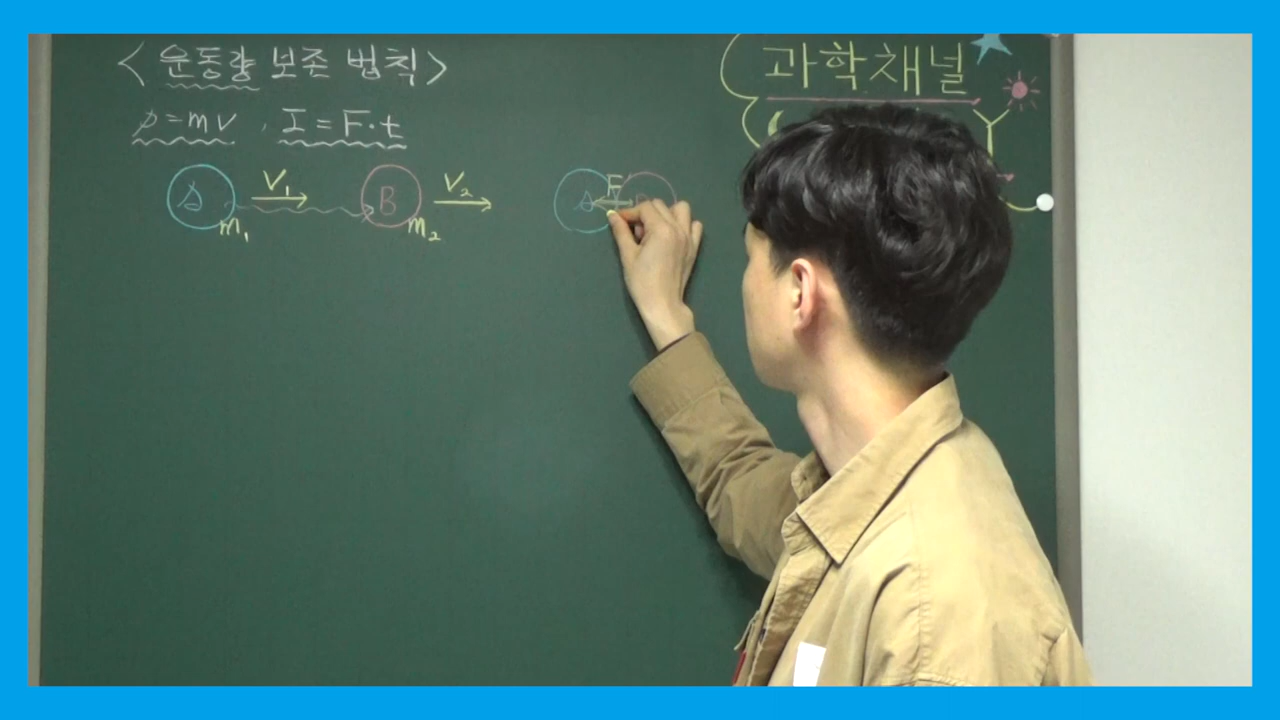 <운동량 보존 법칙>
과학채널
p=mv , I=F·t
A V₁ B V₂ A F
m₁ m₂